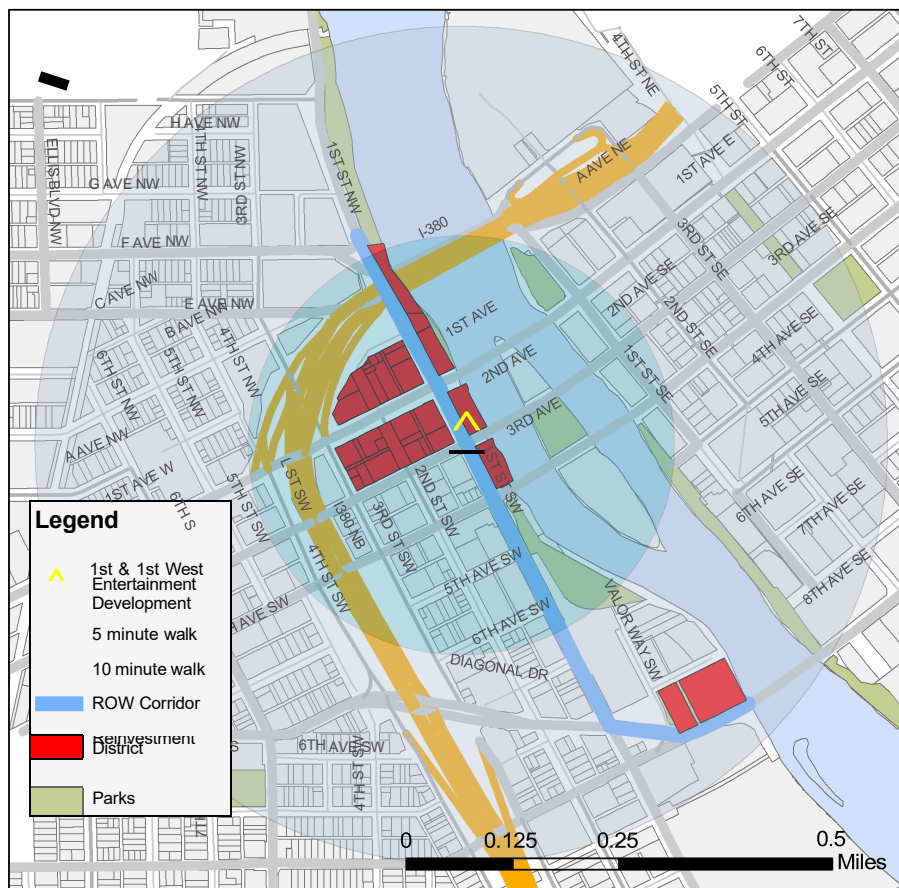 7TH ST
6TH ST
4TH ST NE
5TH ST
H AVE NW
4TH ST NW
3RD ST NW
ELLIS BLVD NW
G AVE NW
1ST ST NW
A AVE NE
1ST AVE E
F AVE NW
I-380
3RD ST SE
3RD AVE SE
C AVE NW
E AVE NW
2ND AVE SE
B AVE NW
4TH ST NW
1ST AVE
2ND ST SE
4TH AVE SE
6TH ST NW
5TH ST NW
2ND AVE
1ST ST SE
5TH AVE SE
A AVE NW
3RD AVE
1ST AVE W
6TH S
5TH ST SW
L ST SW
I380 NB
2ND ST SW
3RD ST SW
1ST ST SW
6TH AVE SE
7TH AVE SE
4TH ST SW
5TH AVE SW
8TH AVE SE
6TH AVE SW
VALOR WAY SW
AVE SW
DIAGONAL DR
6TH AVE SW
4TH ST SW
S
7TH
Legend
1st & 1st West
Entertainment
Development
5 minute walk
10 minute walk
ROW Corridor
Reinvestment
District
Parks
0 0.125 0.25 0.5
Miles